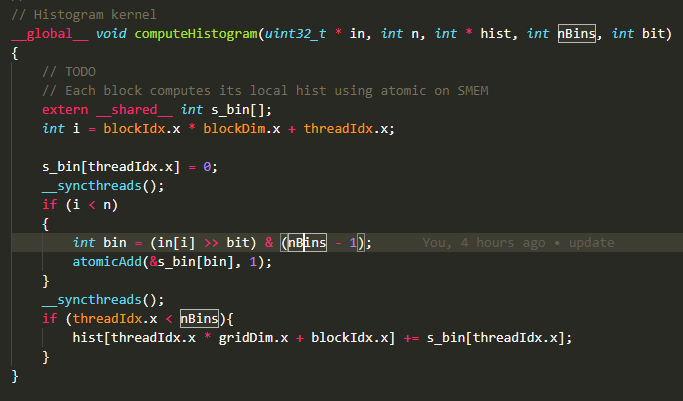 // Histogram kernel
__global__ void computeHistogram(uint32_t * in, int n, int * hist, int nBins, int bit)
{
    // TODO
    // Each block computes its local hist using atomic on SMEM
    extern __shared__ int s_bin[];
    int i = blockIdx.x * blockDim.x + threadIdx.x;

    s_bin[threadIdx.x] = 0;
    __syncthreads();
    if (i < n)
    {
        int bin = (in[i] >> bit) & (nBins - 1);    You, 4 hours ago • update
        atomicAdd(&s_bin[bin], 1);
    }
    __syncthreads();
    if (threadIdx.x < nBins){
        hist[threadIdx.x * gridDim.x + blockIdx.x] += s_bin[threadIdx.x];
    }
}